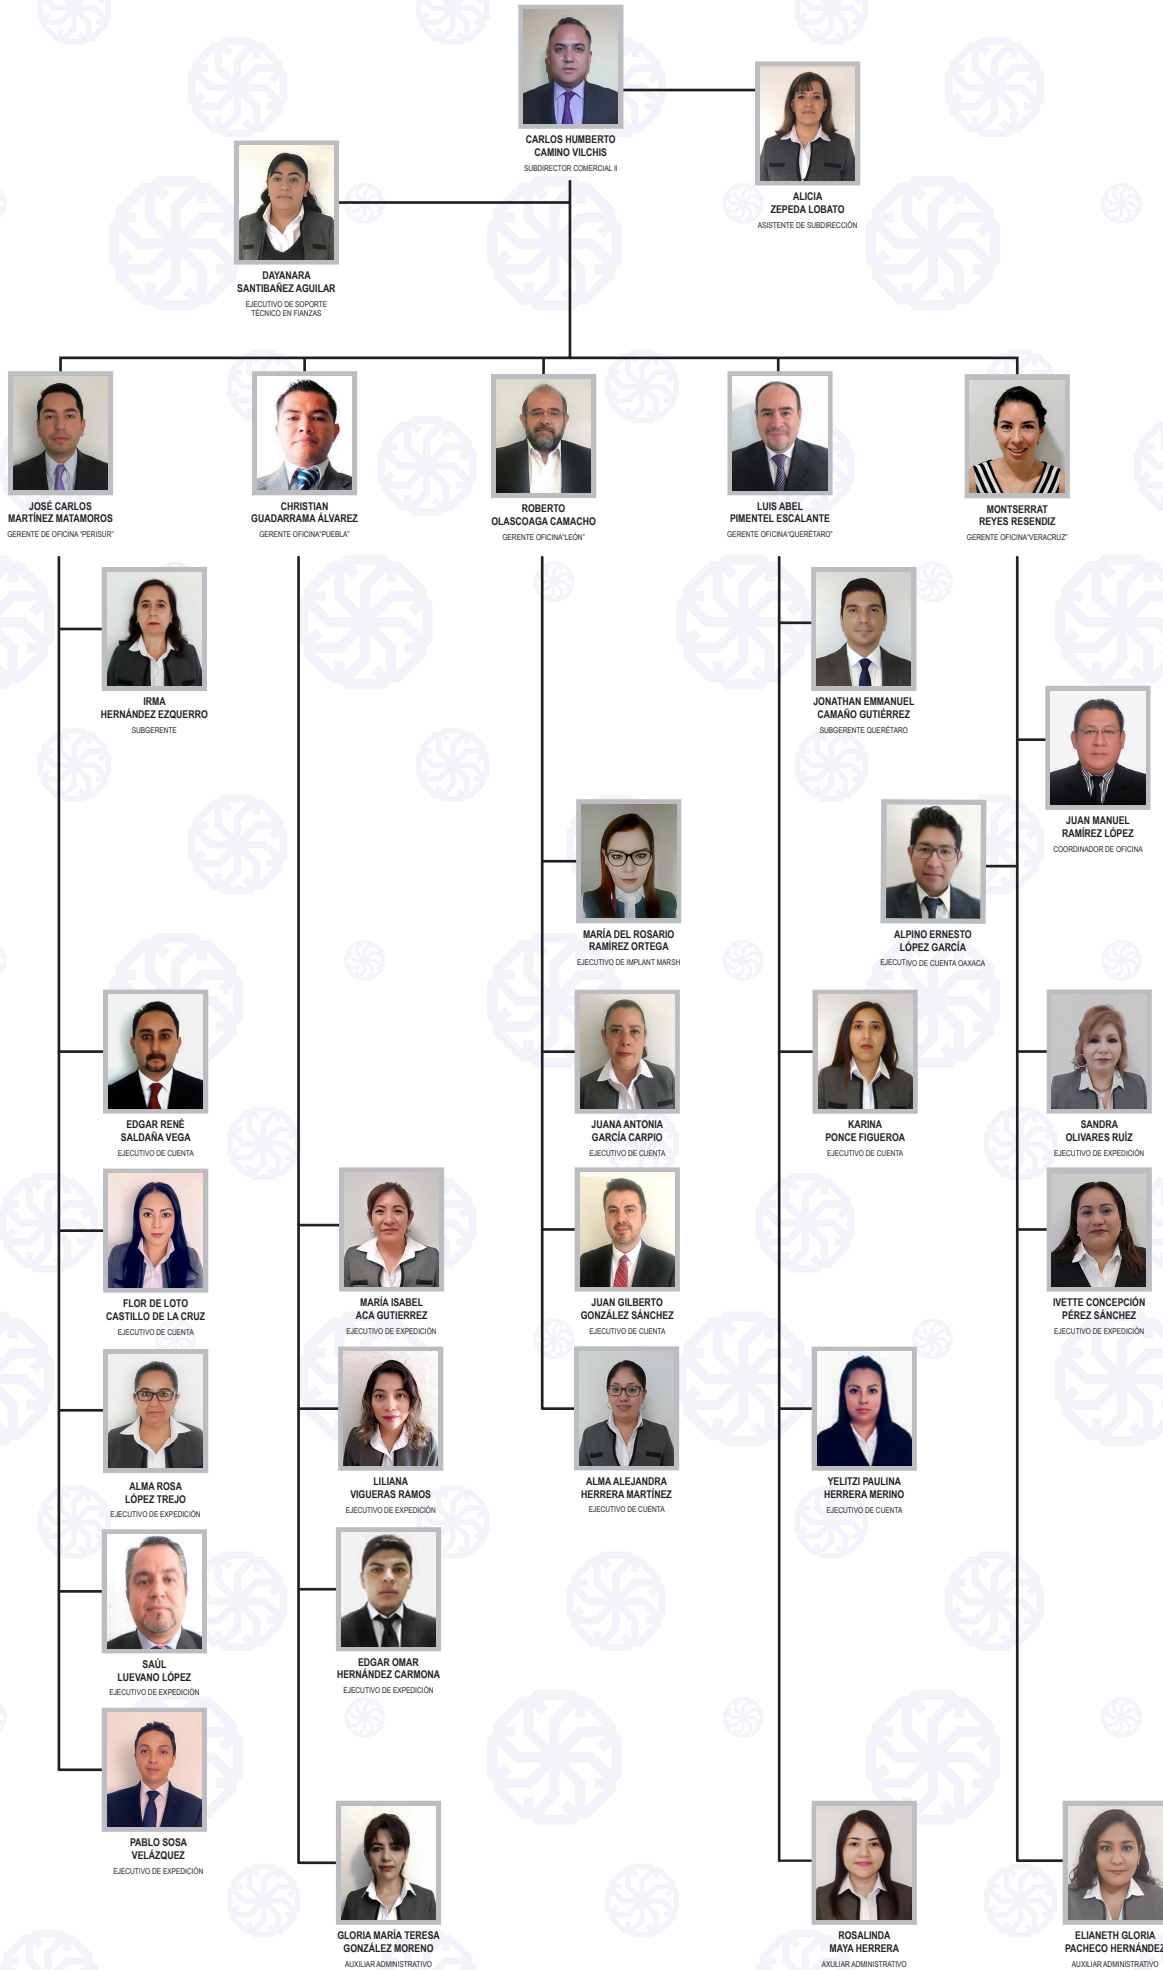 CARLOS HUMBERTO
CAMINO VILCHIS
SUBDIRECTOR COMERCIAL II
ALICIA
ZEPEDA LOBATO
ASISTENTE DE SUBDIRECCIÓN
DAYANARA
SANTIBAÑEZ AGUILAR
EJECUTIVO DE SOPORTE
TÉCNICO EN FIANZAS
JOSÉ CARLOS
MARTÍNEZ MATAMOROS
GERENTE DE OFICINA "PERISUR"
CHRISTIAN
GUADARRAMA ÁLVAREZ
GERENTE OFICINA"PUEBLA"
ROBERTO
OLASCOAGA CAMACHO
GERENTE OFICINA"LEÓN"
LUIS ABEL
PIMENTEL ESCALANTE
GERENTE OFICINA"QUERÉTARO"
MONTSERRAT
REYES RESENDIZ
GERENTE OFICINA"VERACRUZ"
IRMA
HERNÁNDEZ EZQUERRO
SUBGERENTE
JONATHAN EMMANUEL
CAMAÑO GUTIÉRREZ
SUBGERENTE QUERÉTARO
JUAN MANUEL
RAMÍREZ LÓPEZ
COORDINADOR DE OFICINA
MARÍA DEL ROSARIO
RAMÍREZ ORTEGA
EJECUTIVO DE IMPLANT MARSH
ALPINO ERNESTO
LÓPEZ GARCÍA
EJECUTIVO DE CUENTA OAXACA
EDGAR RENÉ
SALDAÑA VEGA
EJECUTIVO DE CUENTA
JUANA ANTONIA
GARCÍA CARPIO
EJECUTIVO DE CUENTA
KARINA
PONCE FIGUEROA
EJECUTIVO DE CUENTA
SANDRA
OLIVARES RUÍZ
EJECUTIVO DE EXPEDICIÓN
FLOR DE LOTO
CASTILLO DE LA CRUZ
EJECUTIVO DE CUENTA
MARÍA ISABEL
ACA GUTIERREZ
EJECUTIVO DE EXPEDICIÓN
JUAN GILBERTO
GONZÁLEZ SÁNCHEZ
EJECUTIVO DE CUENTA
IVETTE CONCEPCIÓN
PÉREZ SÁNCHEZ
EJECUTIVO DE EXPEDICIÓN
ALMA ROSA
LÓPEZ TREJO
EJECUTIVO DE EXPEDICIÓN
LILIANA
VIGUERAS RAMOS
EJECUTIVO DE EXPEDICIÓN
ALMA ALEJANDRA
HERRERA MARTÍNEZ
EJECUTIVO DE CUENTA
YELITZI PAULINA
HERRERA MERINO
EJECUTIVO DE CUENTA
SAÚL
LUEVANO LÓPEZ
EJECUTIVO DE EXPEDICIÓN
EDGAR OMAR
HERNÁNDEZ CARMONA
EJECUTIVO DE EXPEDICIÓN
PABLO SOSA
VELÁZQUEZ
EJECUTIVO DE EXPEDICIÓN
GLORIA MARÍA TERESA
GONZÁLEZ MORENO
AUXILIAR ADMINISTRATIVO
ROSALINDA
MAYA HERRERA
AXULIAR ADMINISTRATIVO
ELIANETH GLORIA
PACHECO HERNÁNDEZ
AUXILIAR ADMINISTRATIVO